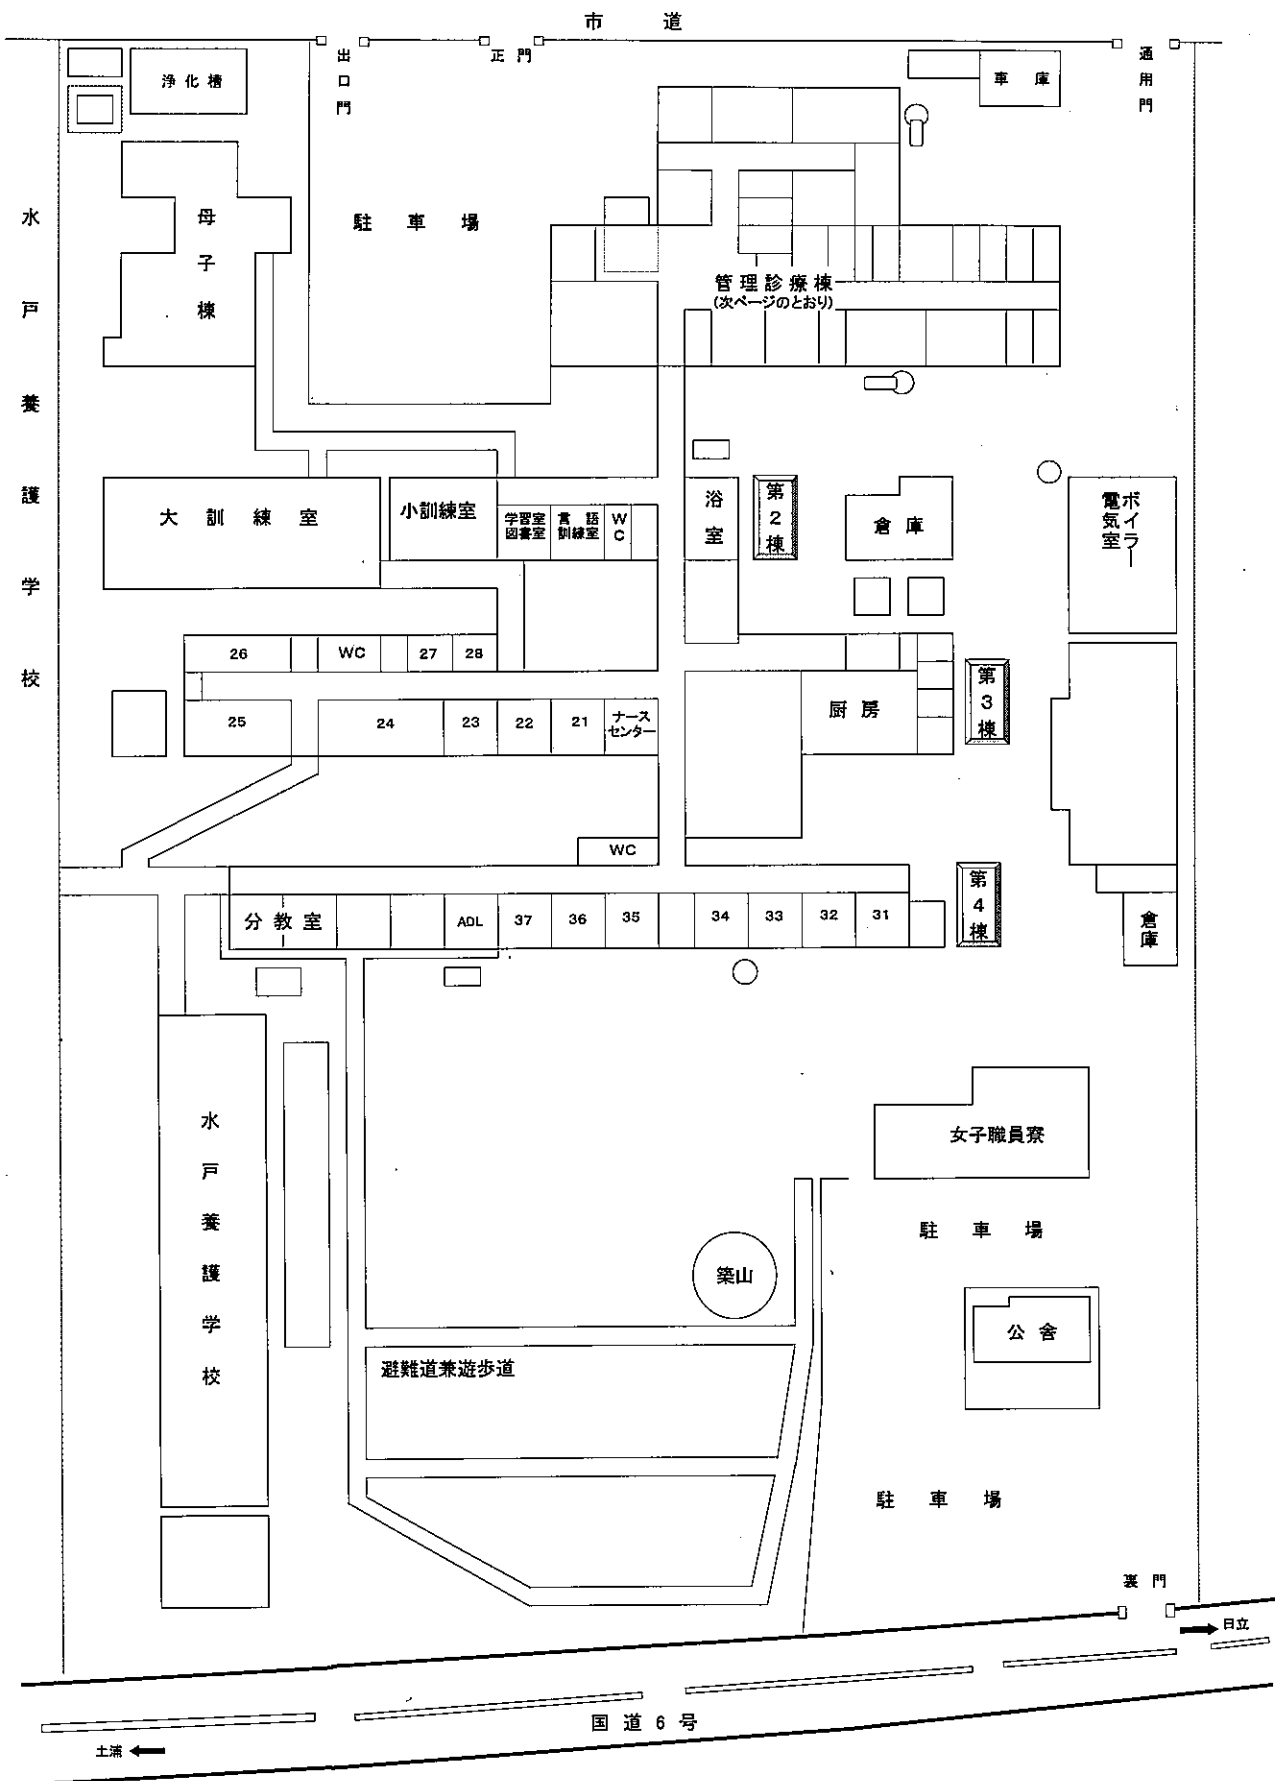 市道
出口門
正門
通用門
浄化槽
車庫
水戸養護学校
母子棟
駐車場
管理診療棟
(次ページのとおり)
大訓練室
小訓練室
学習室
図書室
言語
訓練室
WC
浴室
第2棟
倉庫
ボイラー
電気室
26
WC
27
28
25
24
23
22
21
ナース
センター
厨房
第3棟
WC
分教室
ADL
37
36
35
34
33
32
31
第4棟
倉庫
水戸養護学校
女子職員寮
駐車場
築山
公舎
避難道兼遊歩道
駐車場
裏門
日立
国道6号
土浦